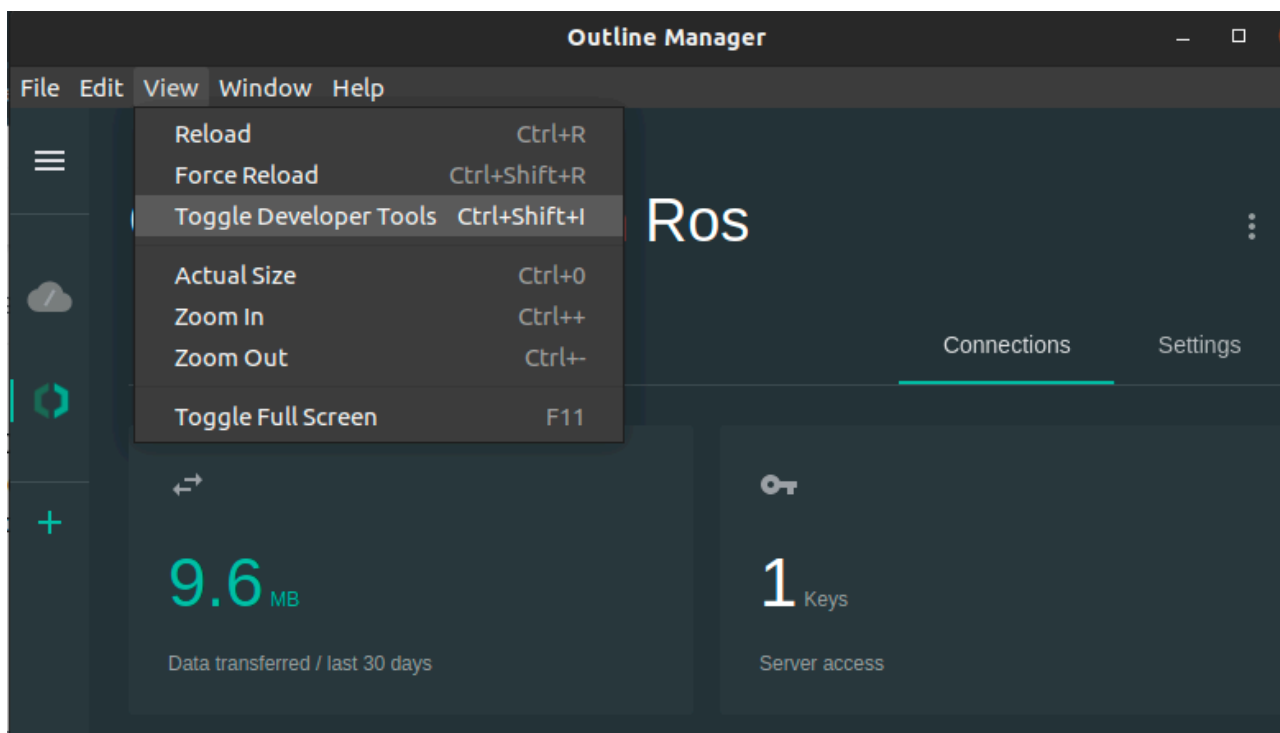 Outline Manager
File Edit View Window Help
Reload Ctrl+R
Force Reload Ctrl+Shift+R
Toggle Developer Tools Ctrl+Shift+I
Ros
Actual Size Ctrl+0
Zoom In Ctrl++
Zoom Out Ctrl+-
Connections Settings
Toggle Full Screen F11
9.6 MB
1 Keys
Data transferred / last 30 days
Server access